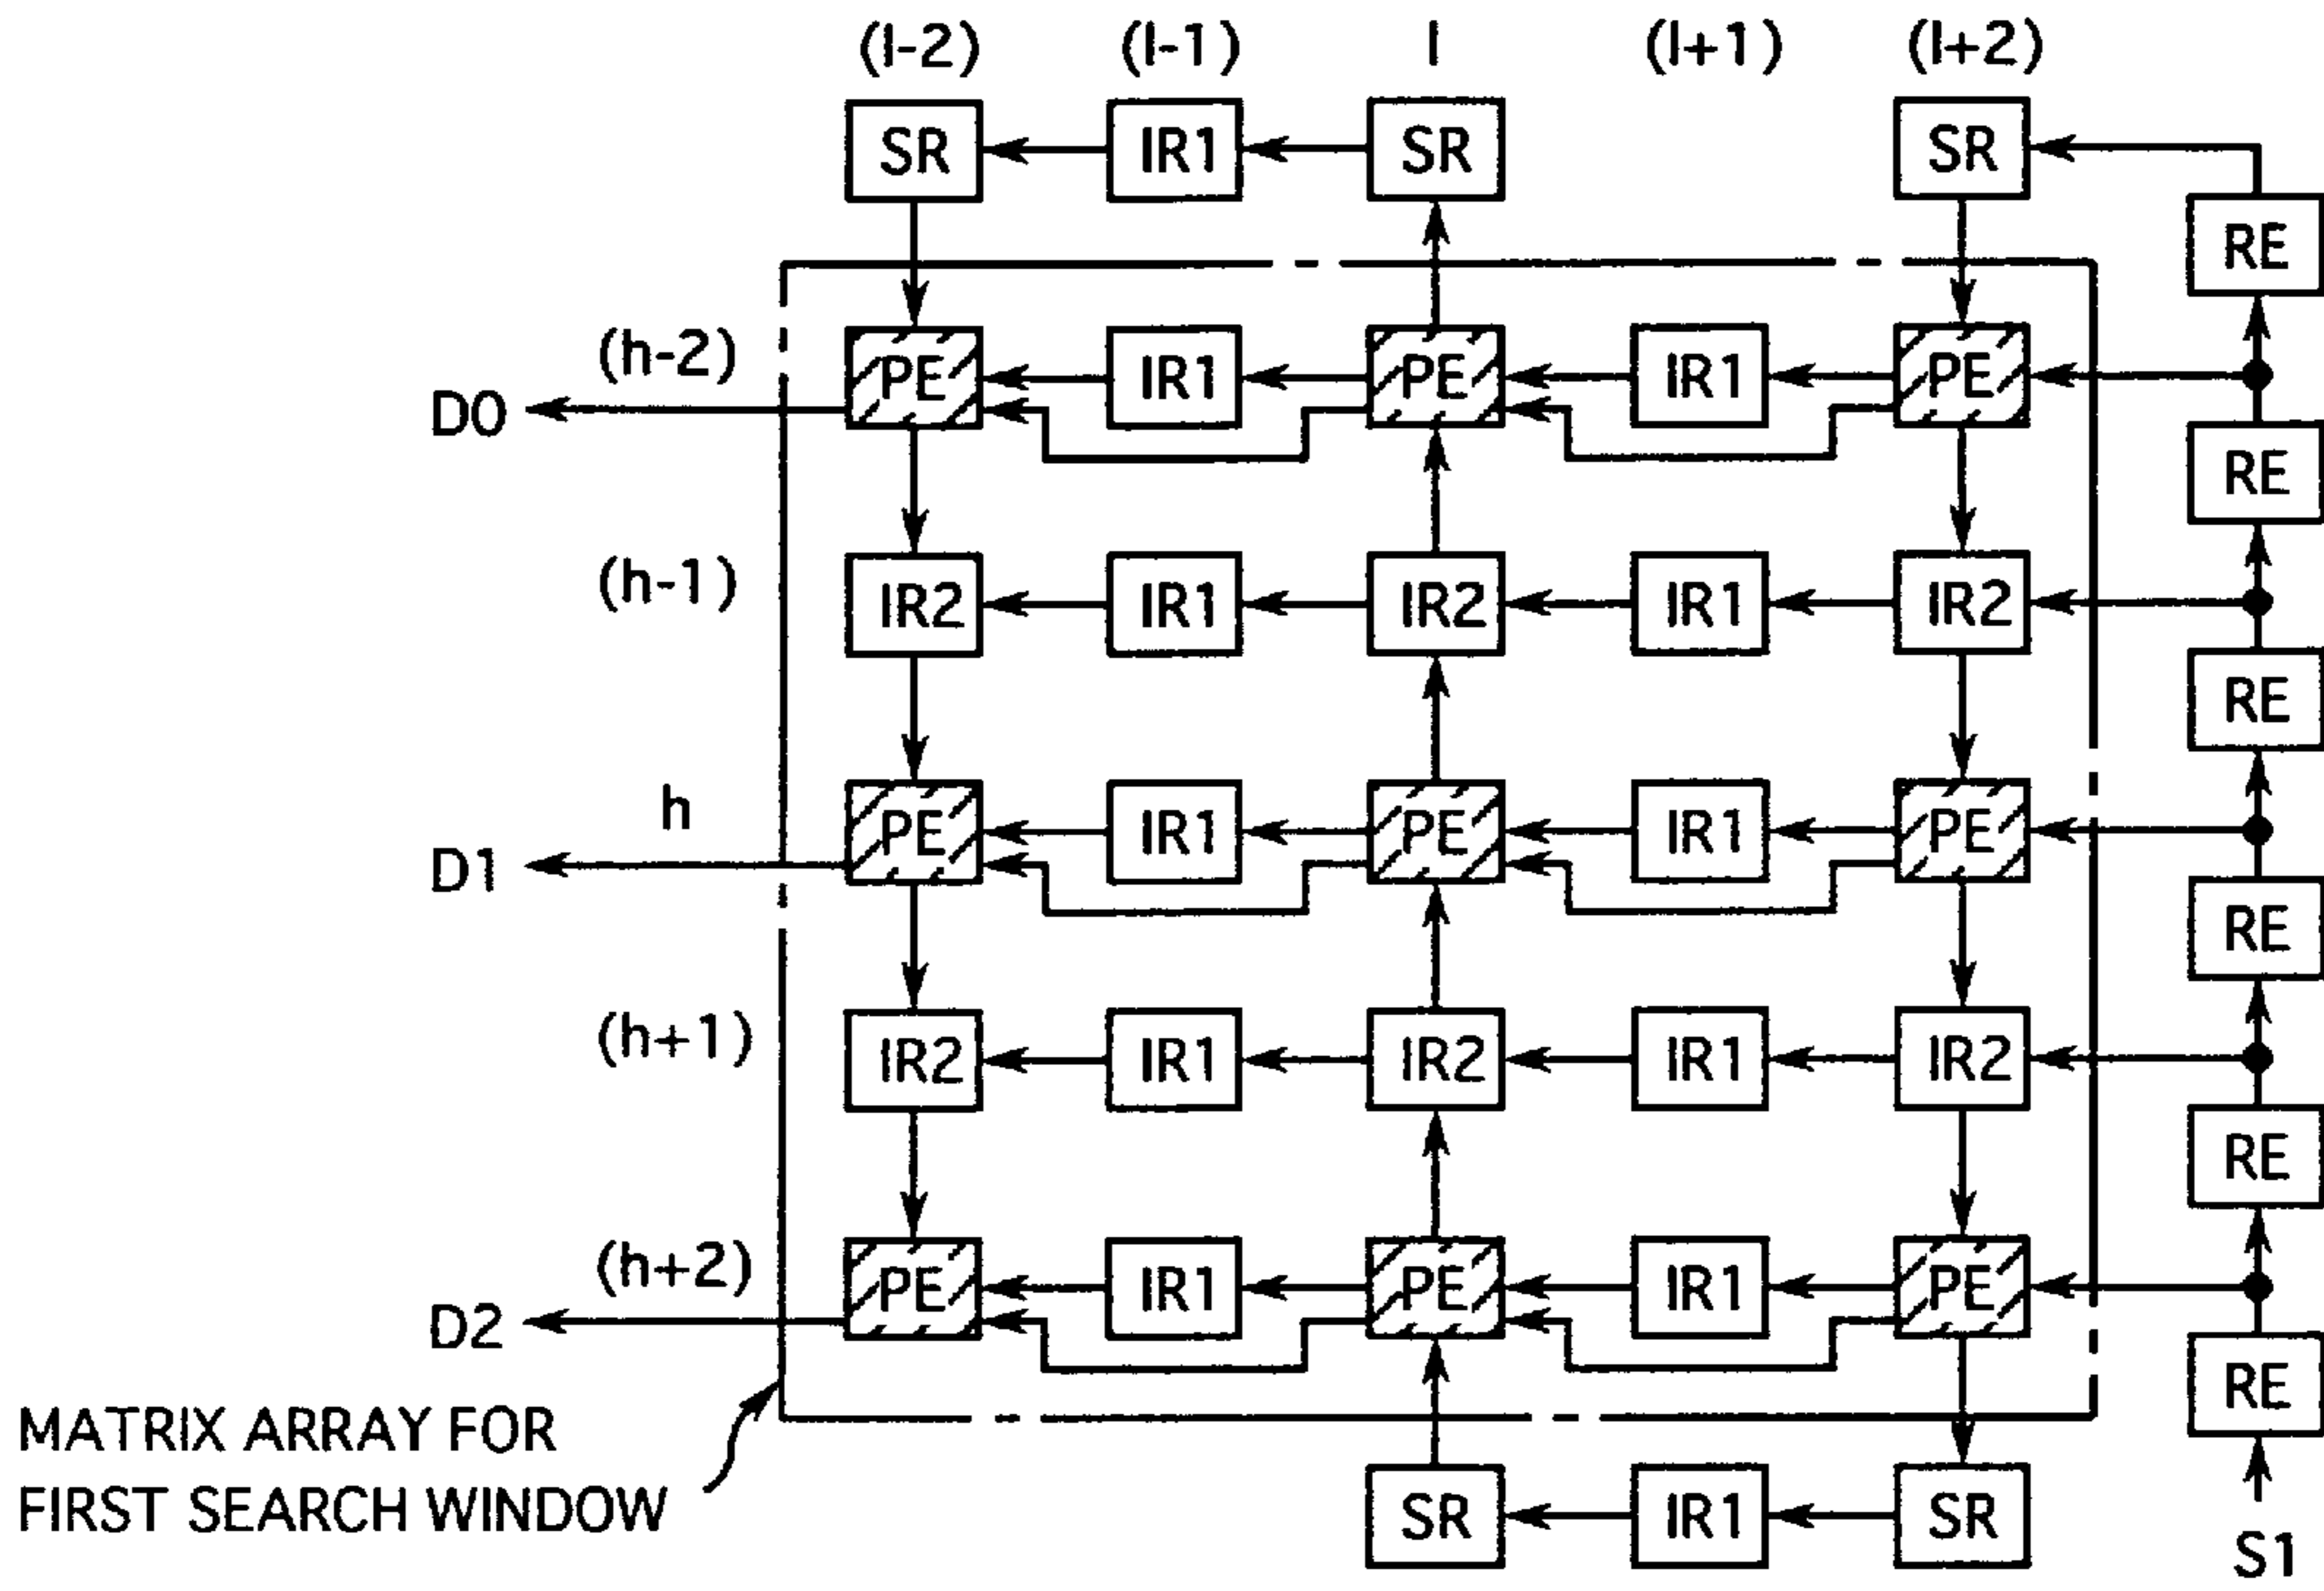 (l-2) (l-1) l (l+1) (l+2)
SR IR1 SR SR
RE
(h-2) PE IR1 PE IR1 PE
D0
RE
(h-1) IR2 IR1 IR2 IR1 IR2
RE
h PE IR1 PE IR1 PE
D1
RE
(h+1) IR2 IR1 IR2 IR1 IR2
RE
(h+2) PE IR1 PE IR1 PE
D2
RE
MATRIX ARRAY FOR
FIRST SEARCH WINDOW
SR IR1 SR
S1